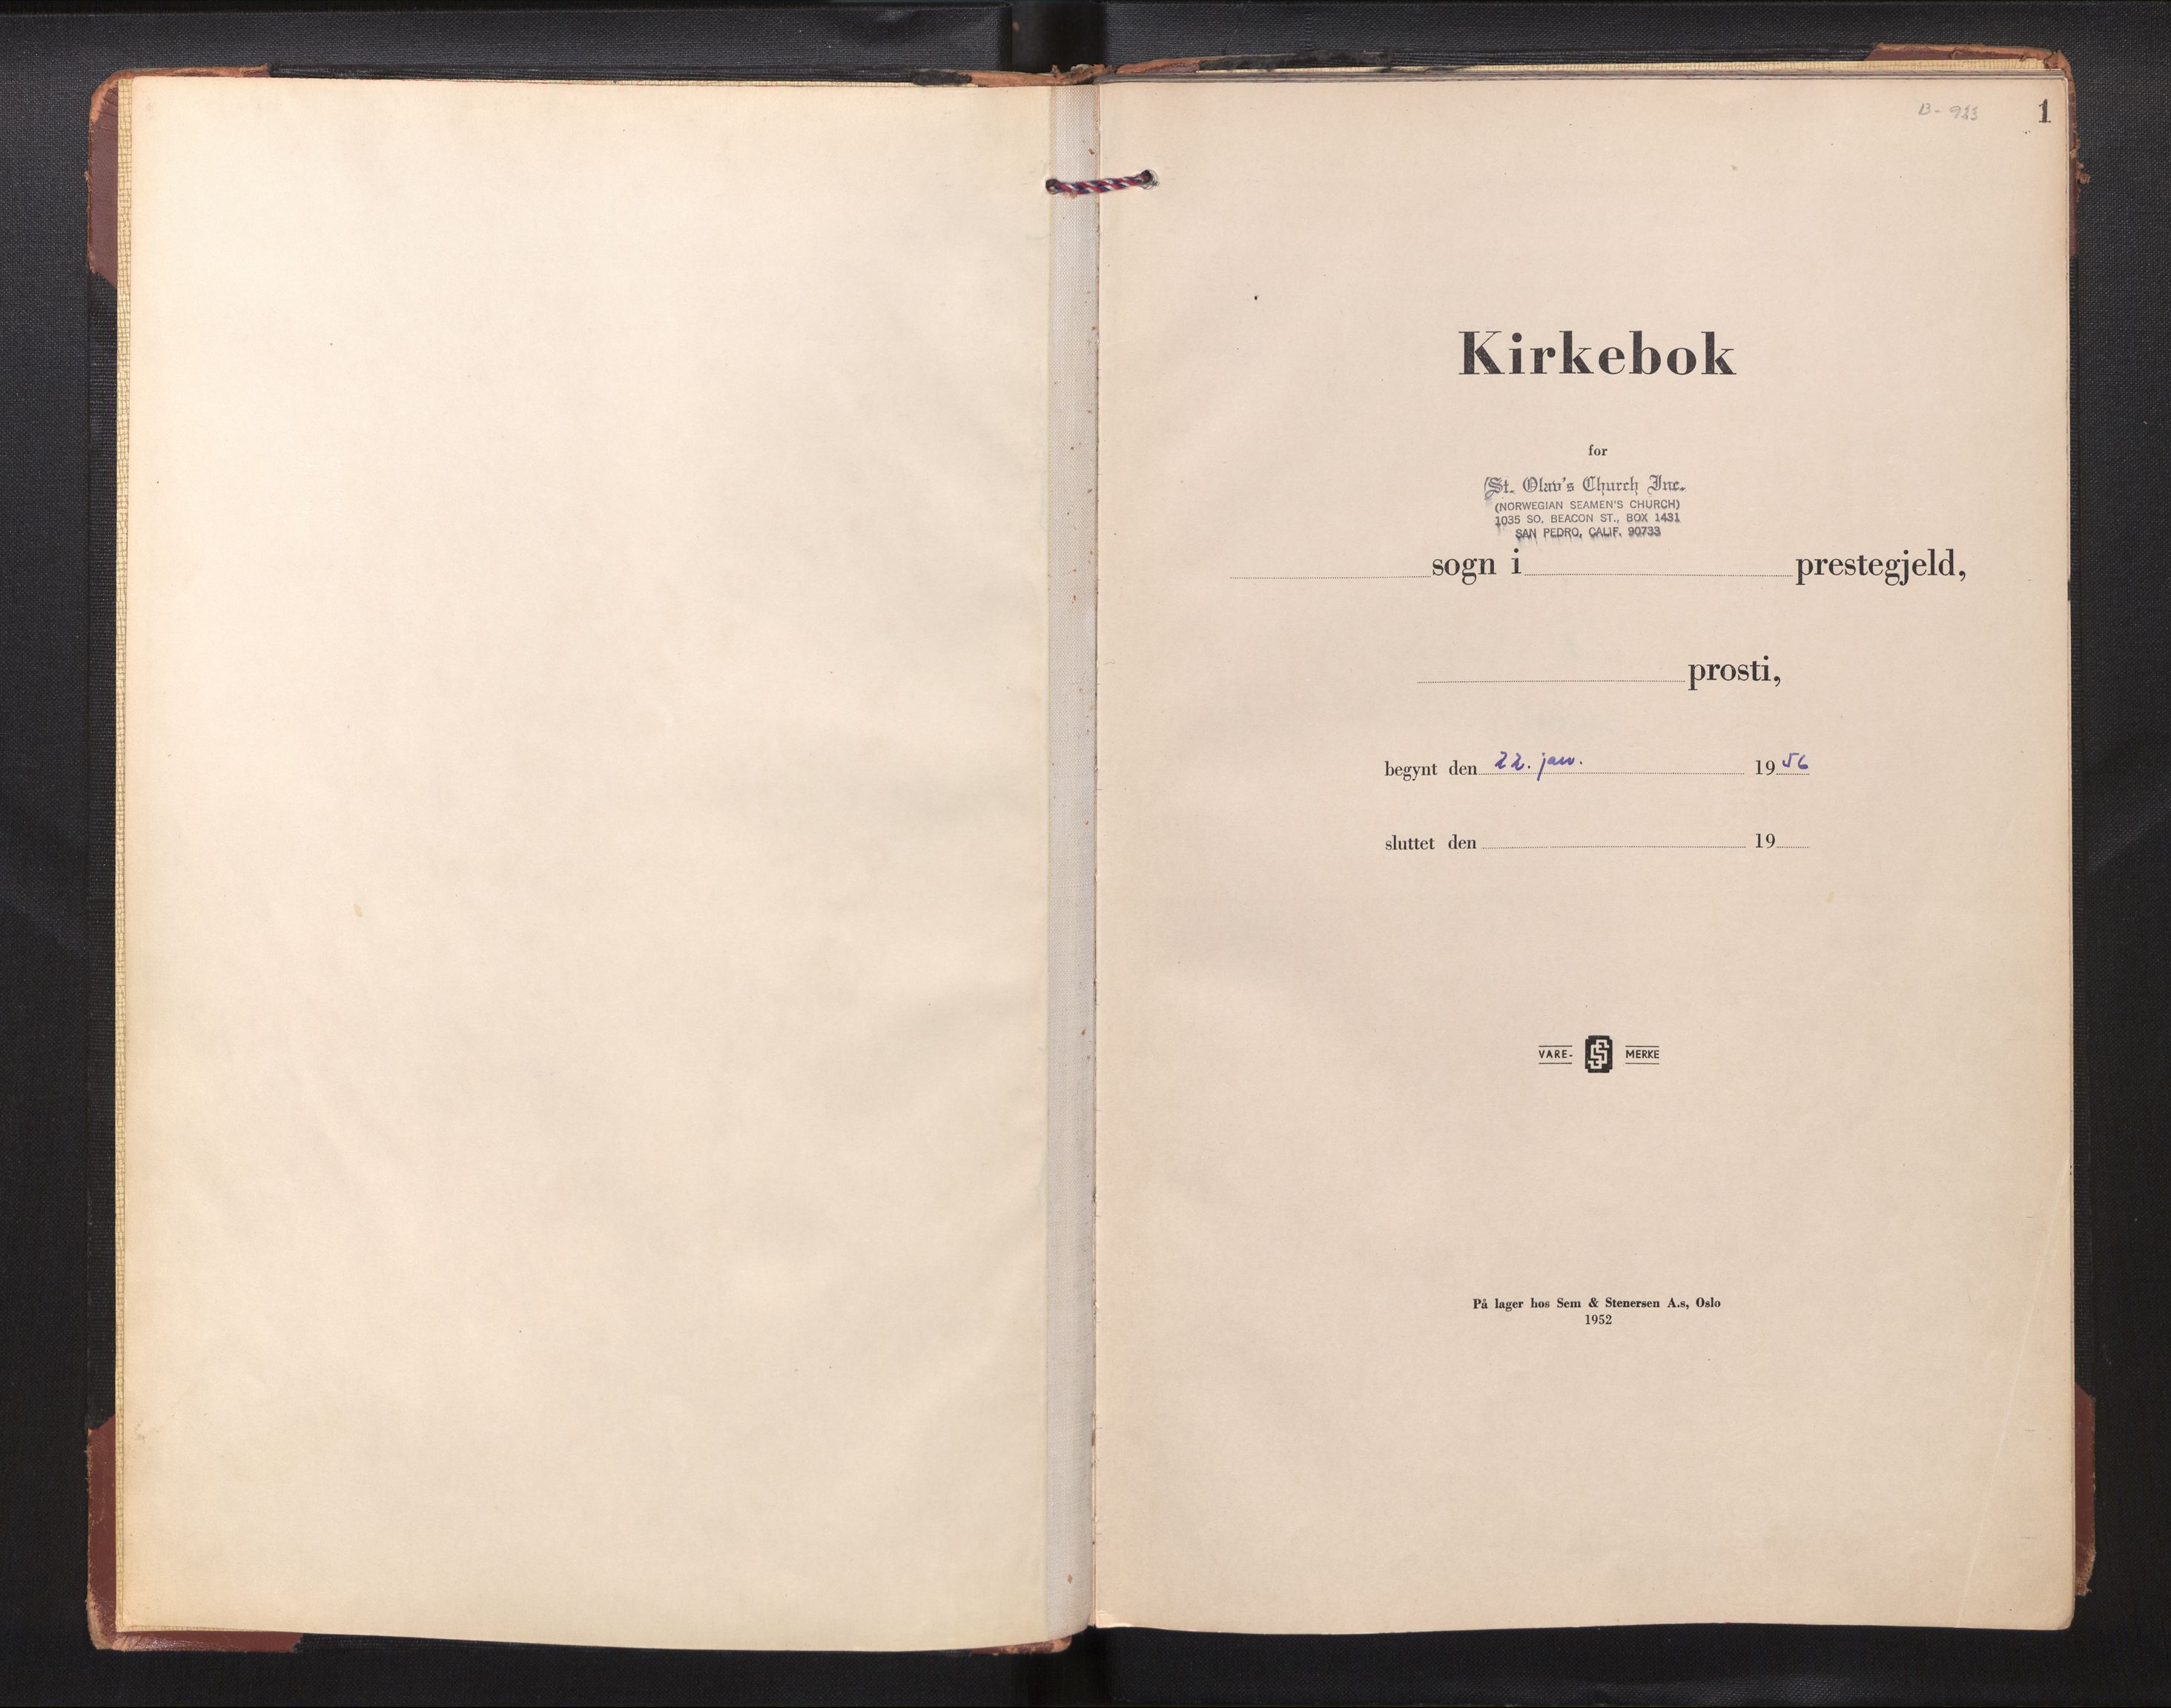 B-933
1
Kirkebok
for
St. Olav's Church Inc.
(NORWEGIAN SEAMEN'S CHURCH)
1035 SO. BEACON ST., BOX 1431
SAN PEDRO, CALIF. 90733
sogn i prestegjeld,
prosti,
begynt den 22. jan. 1956
sluttet den 19
VARE- MERKE
På lager hos Sem & Stenersen A.s, Oslo
1952